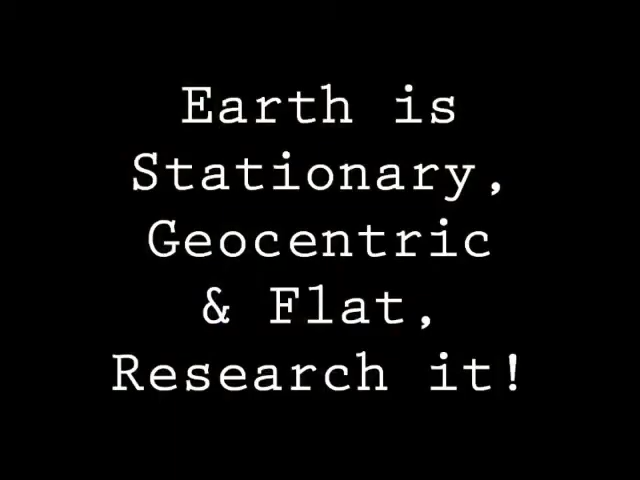 Earth is
Stationary,
Geocentric
& Flat,
Research it!